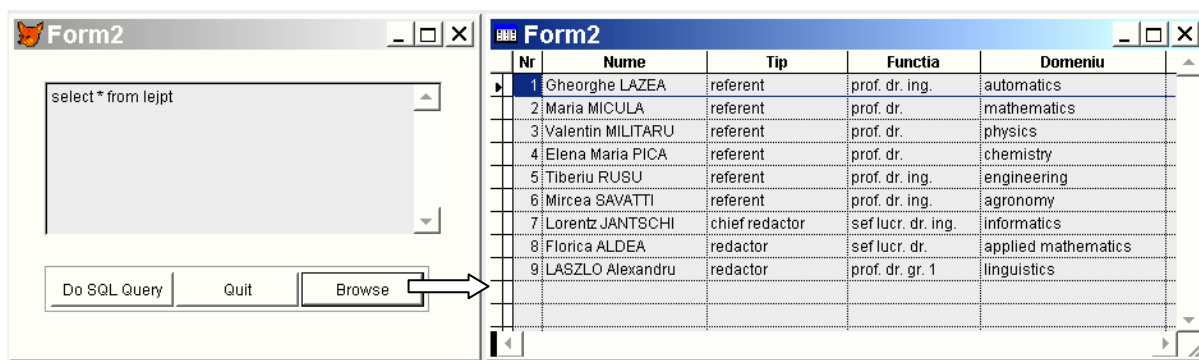 Form2
select * from lejpt
Do SQL Query Quit Browse
Form2
Nr Nume Tip Functia Domeniu
1 Gheorghe LAZEA referent prof. dr. ing. automatics
2 Maria MICULA referent prof. dr. mathematics
3 Valentin MILITARU referent prof. dr. physics
4 Elena Maria PICA referent prof. dr. chemistry
5 Tiberiu RUSU referent prof. dr. ing. engineering
6 Mircea SAVATTI referent prof. dr. ing. agronomy
7 Lorentz JANTSCHI chief redactor sef lucr. dr. ing. informatics
8 Florica ALDEA redactor sef lucr. dr. applied mathematics
9 LASZLO Alexandru redactor prof. dr. gr. 1 linguistics